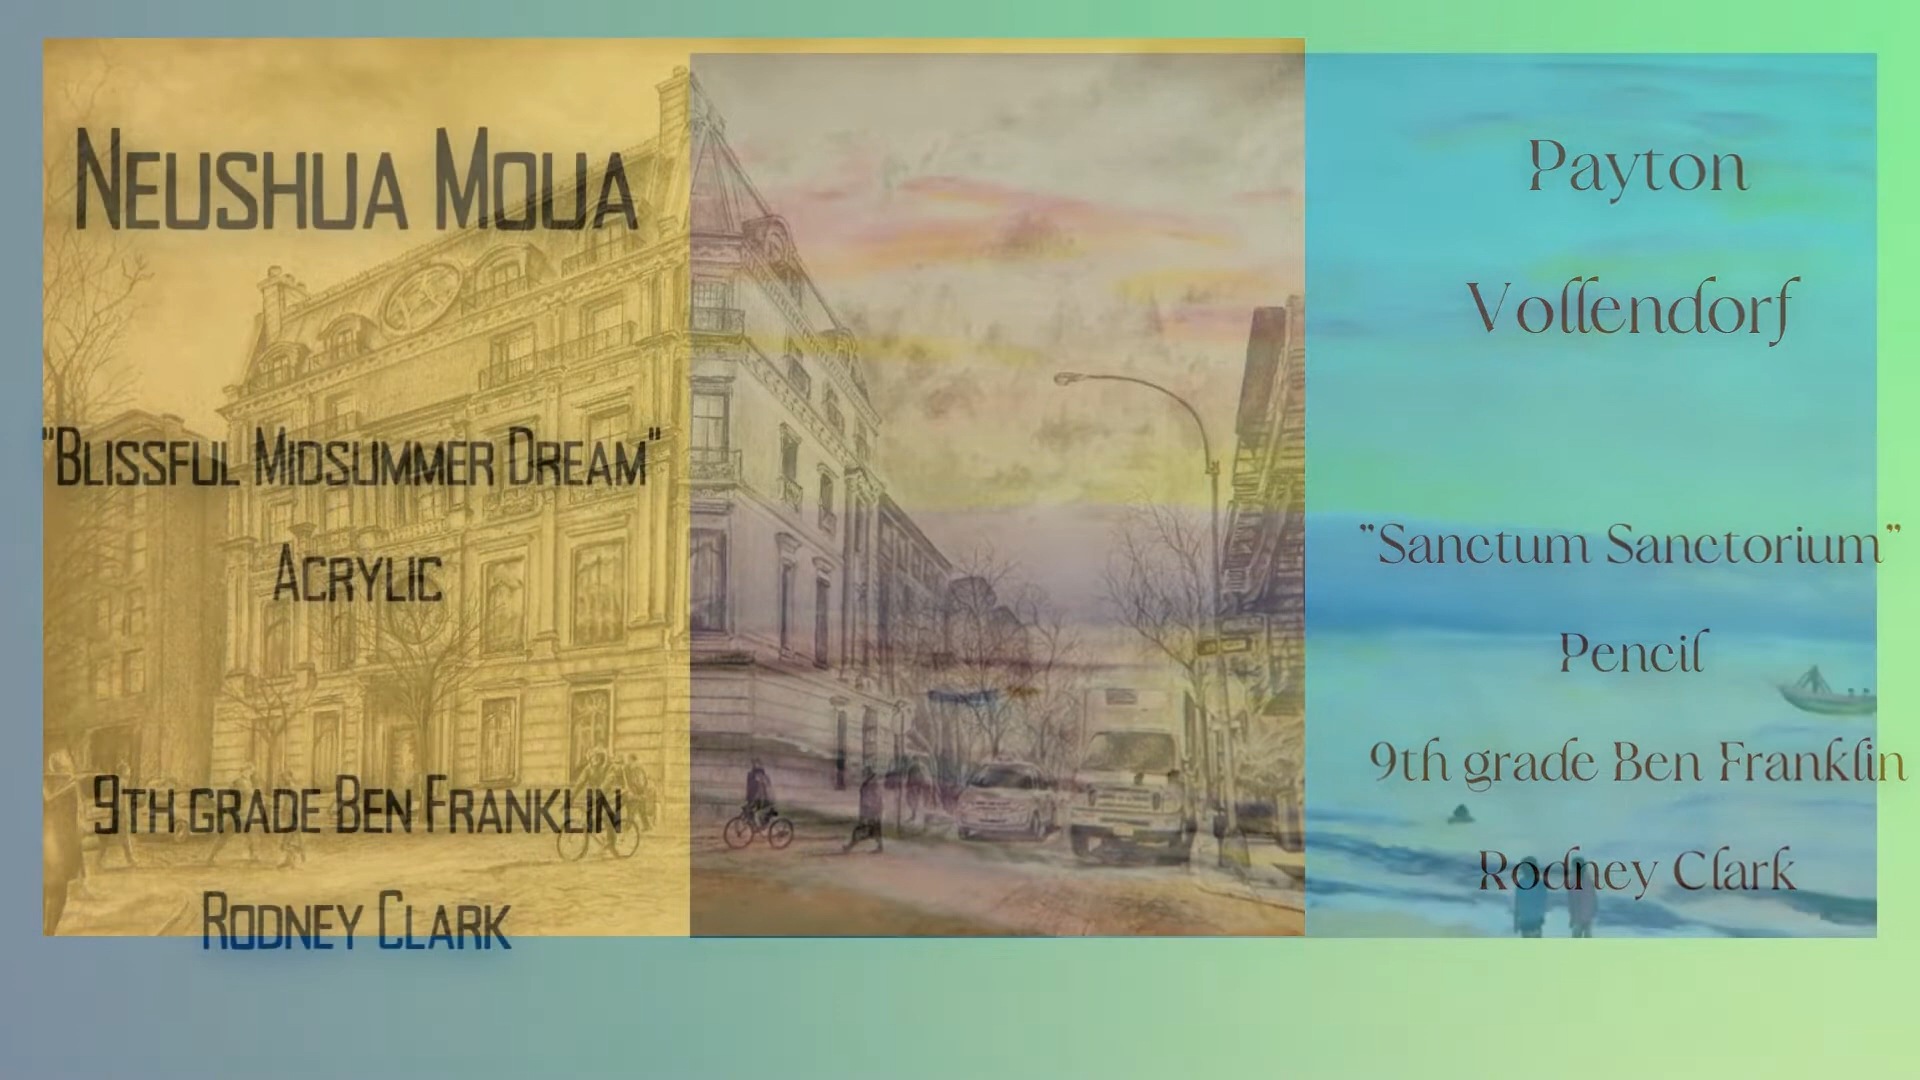 NEUSHUA MOUA
"BLISSFUL MIDSUMMER DREAM"
ACRYLIC
9TH GRADE BEN FRANKLIN
RODNEY CLARK
Payton
Vollendorf
"Sanctum Sanctorium"
Pencil
9th grade Ben Franklin
Rodney Clark